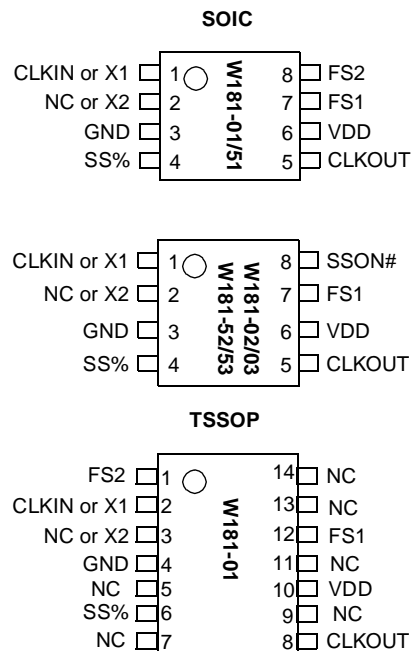 SOIC
CLKIN or X1 1 8 FS2
NC or X2 2 7 FS1
GND 3 6 VDD
SS% 4 5 CLKOUT
W181-01/51
CLKIN or X1 1 8 SSON#
NC or X2 2 7 FS1
GND 3 6 VDD
SS% 4 5 CLKOUT
W181-02/03
W181-52/53
TSSOP
FS2 1 14 NC
CLKIN or X1 2 13 NC
NC or X2 3 12 FS1
GND 4 11 NC
NC 5 10 VDD
SS% 6 9 NC
NC 7 8 CLKOUT
W181-01